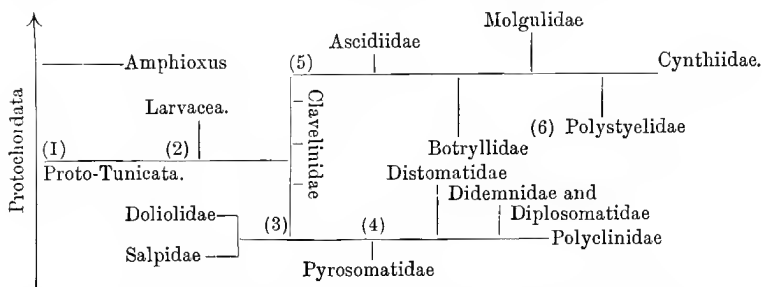 Molgulidae
Ascidiidae
Amphioxus
(5)
Cynthiidae.
Larvacea.
Clavelinidae
Protochordata
(1)
(2)
(6) Polystyelidae
Botryllidae
Proto-Tunicata.
Distomatidae
Didemnidae and
Diplosomatidae
Doliolidae
(3)
(4)
Polyclinidae
Salpidae
Pyrosomatidae